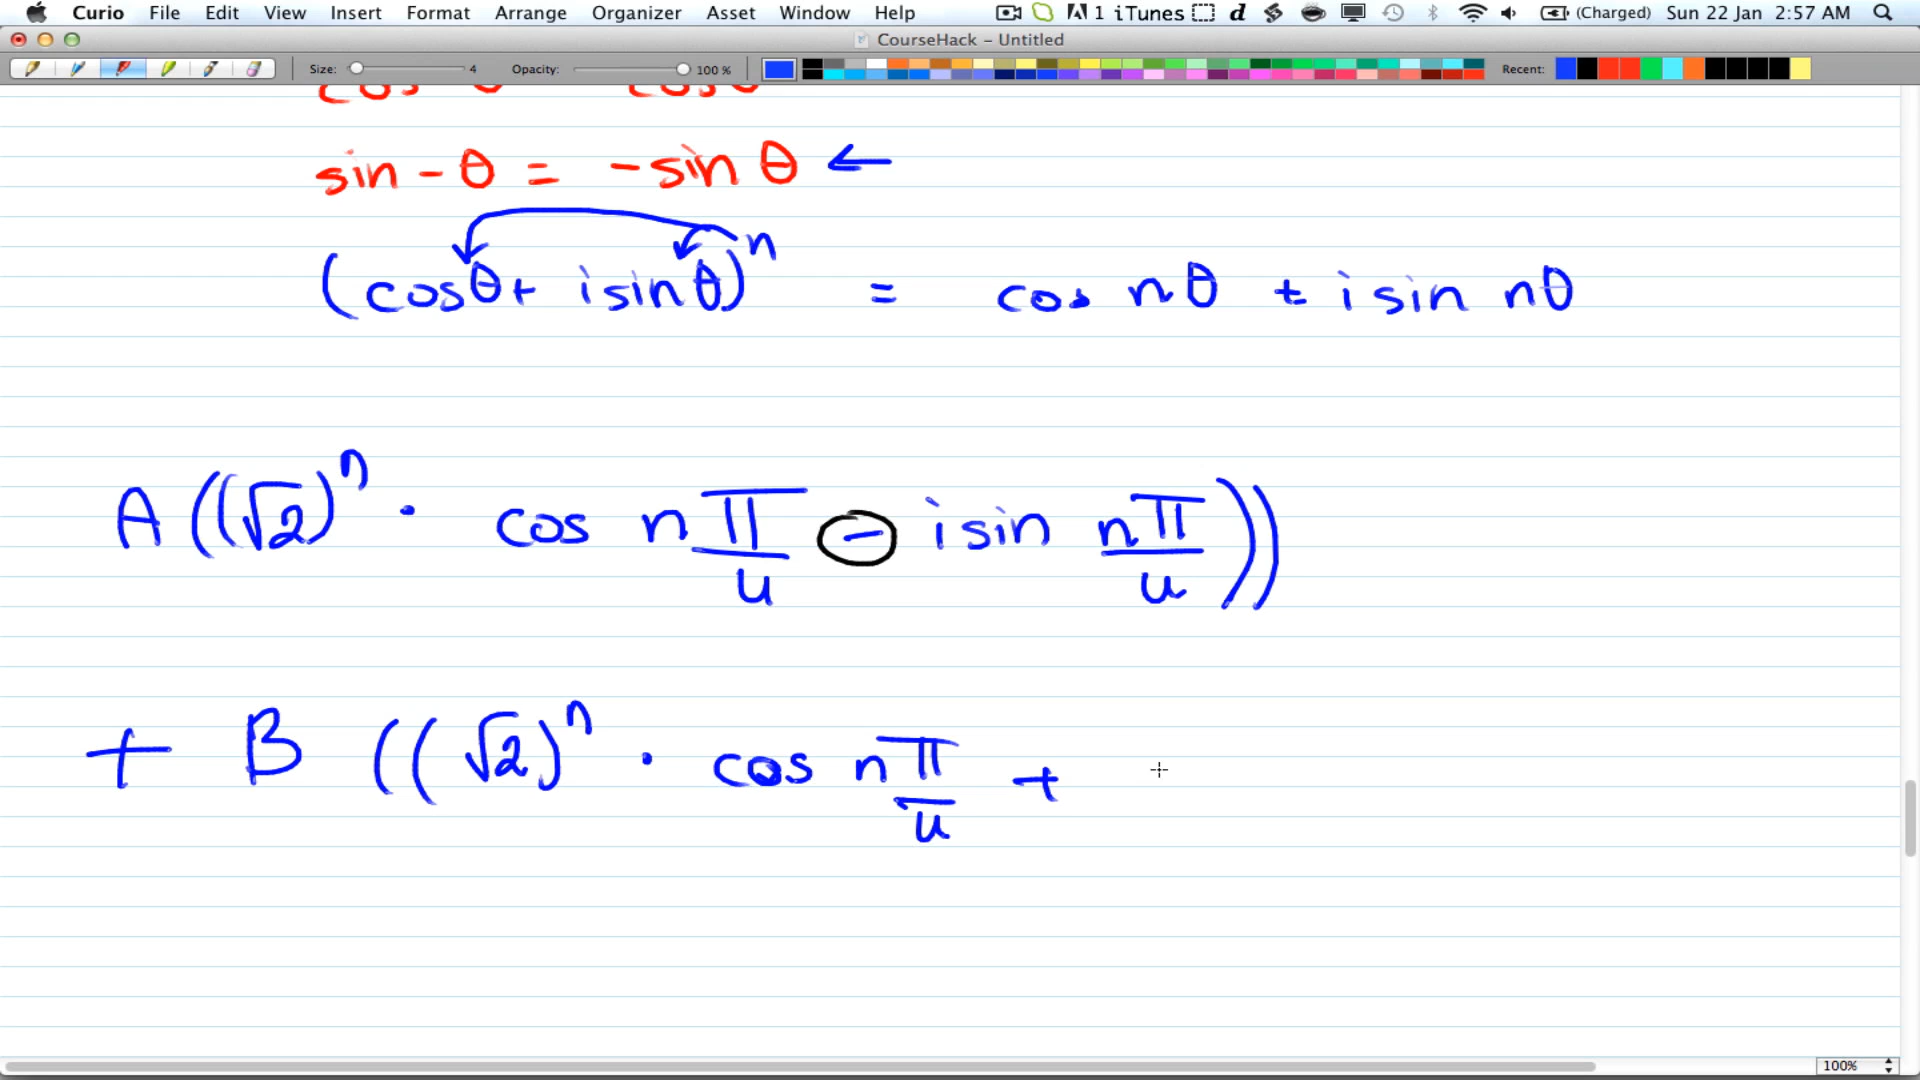 Curio File Edit View Insert Format Arrange Organizer Asset Window Help 1 iTunes d (Charged) Sun 22 Jan 2:57 AM
CourseHack – Untitled
Size: 4 Opacity: 100 % Recent:
sin - θ = - sin θ ←
(cosθ + i sin θ)^n = cos nθ + i sin nθ
A((√2)^n · cos nπ/4 - i sin nπ/4))
+ B ((√2)^n · cos nπ/4 +
100%